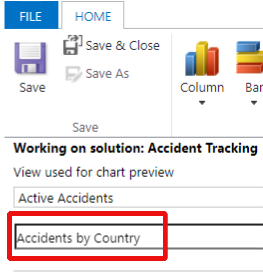 FILE HOME
Save & Close
Save As
Save Column Bar
Save
Working on solution: Accident Tracking
View used for chart preview
Active Accidents
Accidents by Country